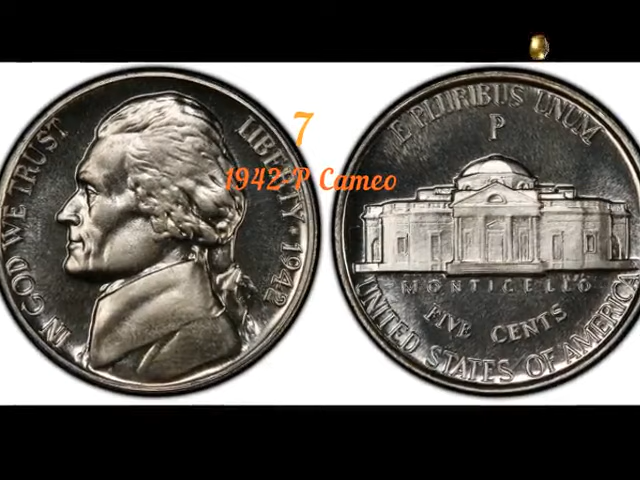 IN GOD WE TRUST
LIBERTY * 1942
7
1942-P Cameo
E PLURIBUS UNUM
P
MONTICELLO
FIVE CENTS
UNITED STATES OF AMERICA